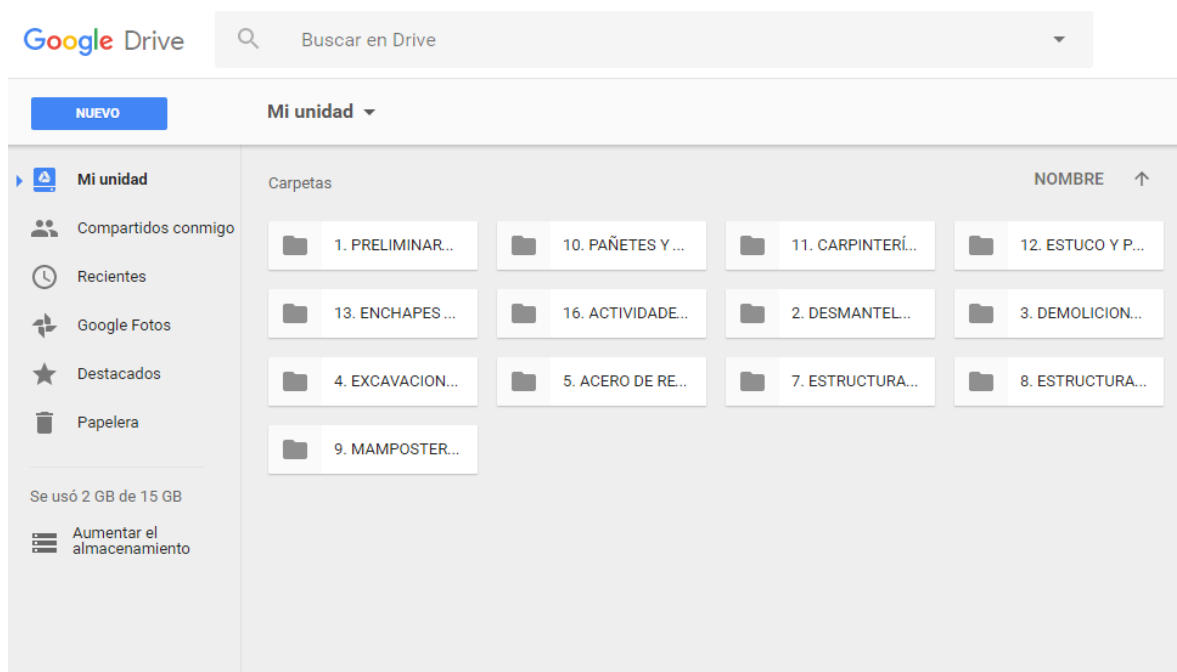 Google Drive
Buscar en Drive
NUEVO
Mi unidad
Mi unidad
Compartidos conmigo
Recientes
Google Fotos
Destacados
Papelera
Se usó 2 GB de 15 GB
Aumentar el
almacenamiento
Carpetas
NOMBRE
1. PRELIMINAR...
10. PAÑETES Y ...
11. CARPINTERÍ...
12. ESTUCO Y P...
13. ENCHAPES ...
16. ACTIVIDADE...
2. DESMANTEL...
3. DEMOLICION...
4. EXCAVACION...
5. ACERO DE RE...
7. ESTRUCTURA...
8. ESTRUCTURA...
9. MAMPOSTER...